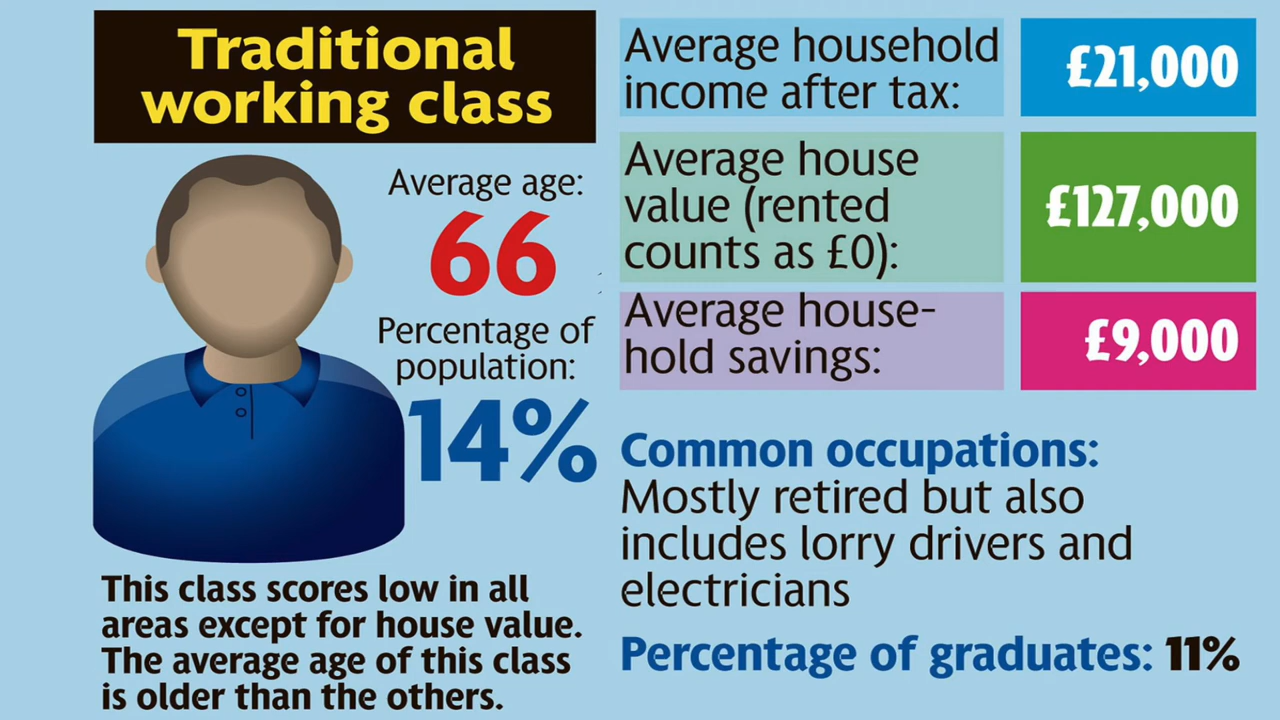 Traditional
working class
Average age:
66
Percentage of
population:
14%
This class scores low in all
areas except for house value.
The average age of this class
is older than the others.
Average household
income after tax:
£21,000
Average house
value (rented
counts as £0):
£127,000
Average house-
hold savings:
£9,000
Common occupations:
Mostly retired but also
includes lorry drivers and
electricians
Percentage of graduates: 11%